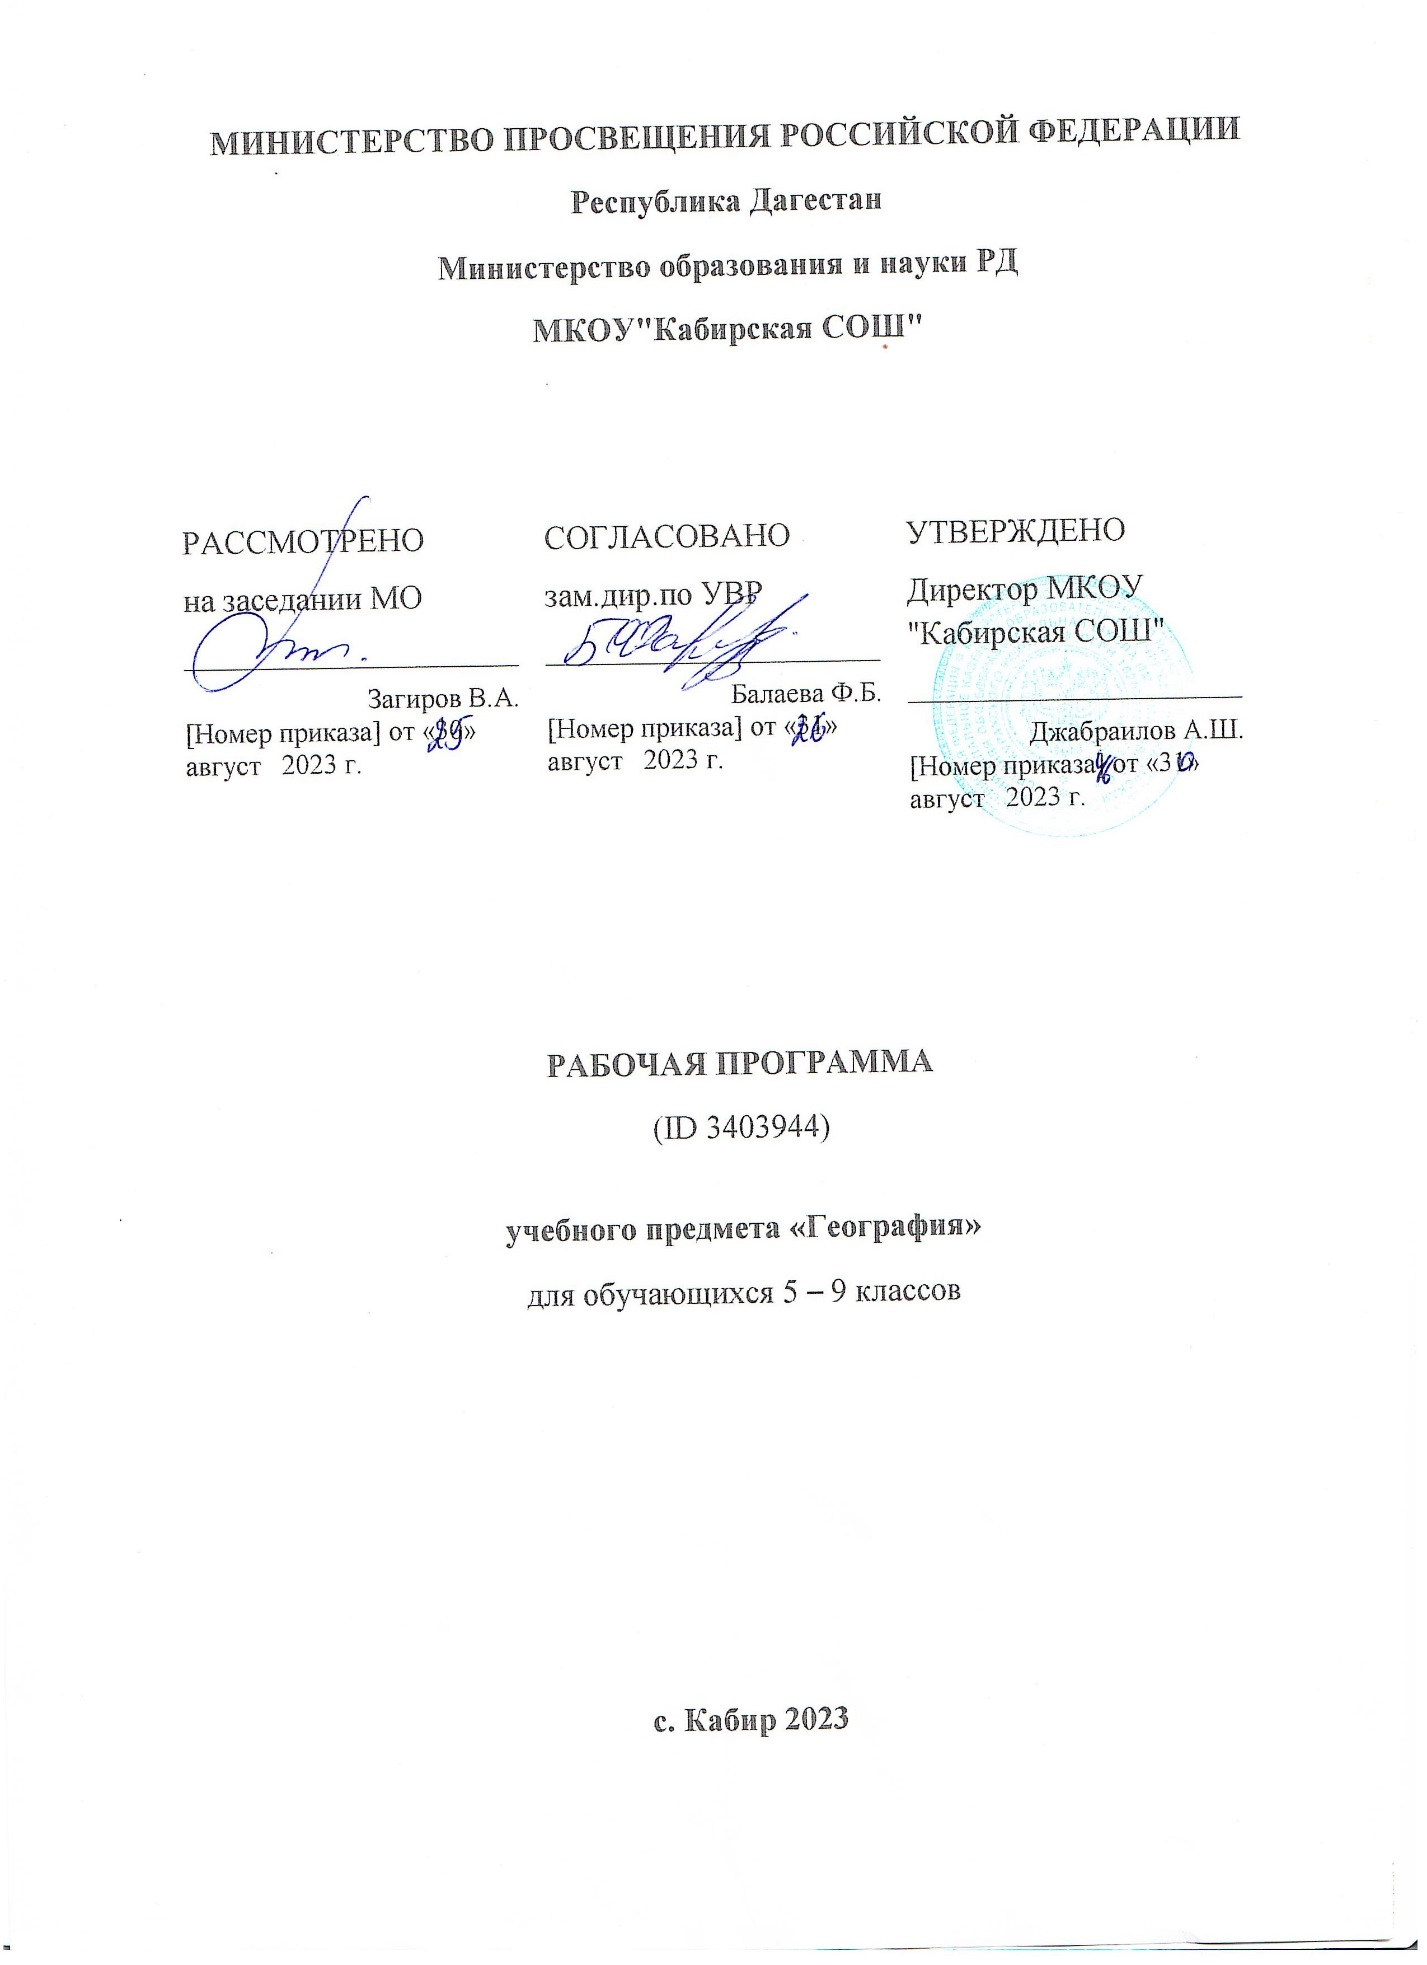 МИНИСТЕРСТВО ПРОСВЕЩЕНИЯ РОССИЙСКОЙ ФЕДЕРАЦИИ
Республика Дагестан
Министерство образования и науки РД
МКОУ"Кабирская СОШ"
РАССМОТРЕНО
на заседании МО
Загиров В.А.
[Номер приказа] от
август 2023 г.
СОГЛАСОВАНО
зам.дир.по УВР
Балаева Ф.Б.
[Номер приказа] от
август 2023 г.
УТВЕРЖДЕНО
Директор МКОУ
"Кабирская СОШ"
Джабраилов А.Ш.
[Номер приказа] от
август 2023 г.
РАБОЧАЯ ПРОГРАММА
(ID 3403944)
учебного предмета «География»
для обучающихся 5 – 9 классов
с. Кабир 2023